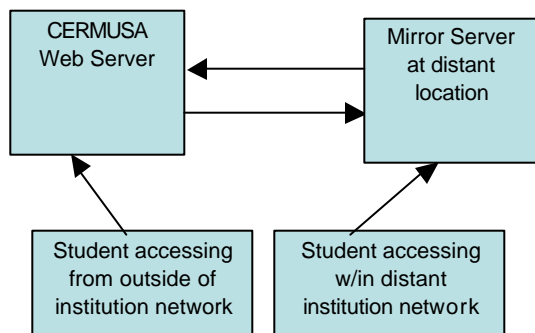 CERMUSA
Web Server
Mirror Server
at distant
location
Student accessing
from outside of
institution network
Student accessing
w/in distant
institution network